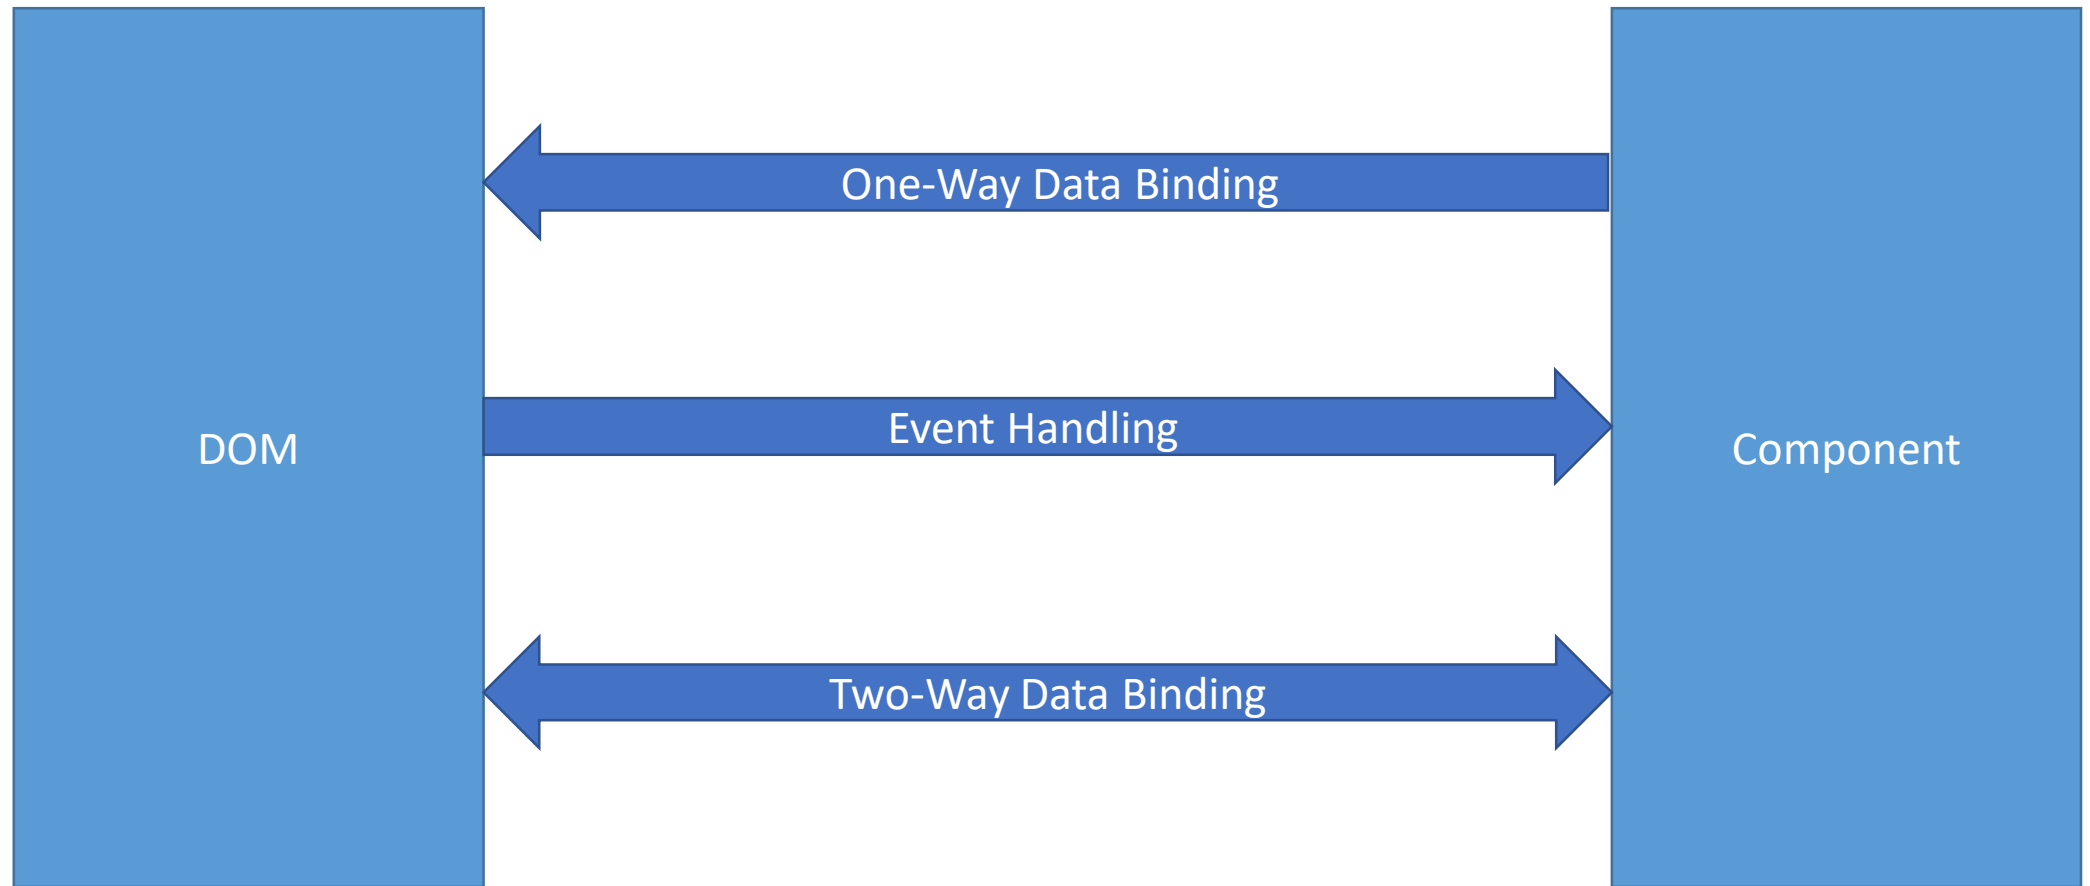 One-Way Data Binding
Event Handling
DOM
Component
Two-Way Data Binding